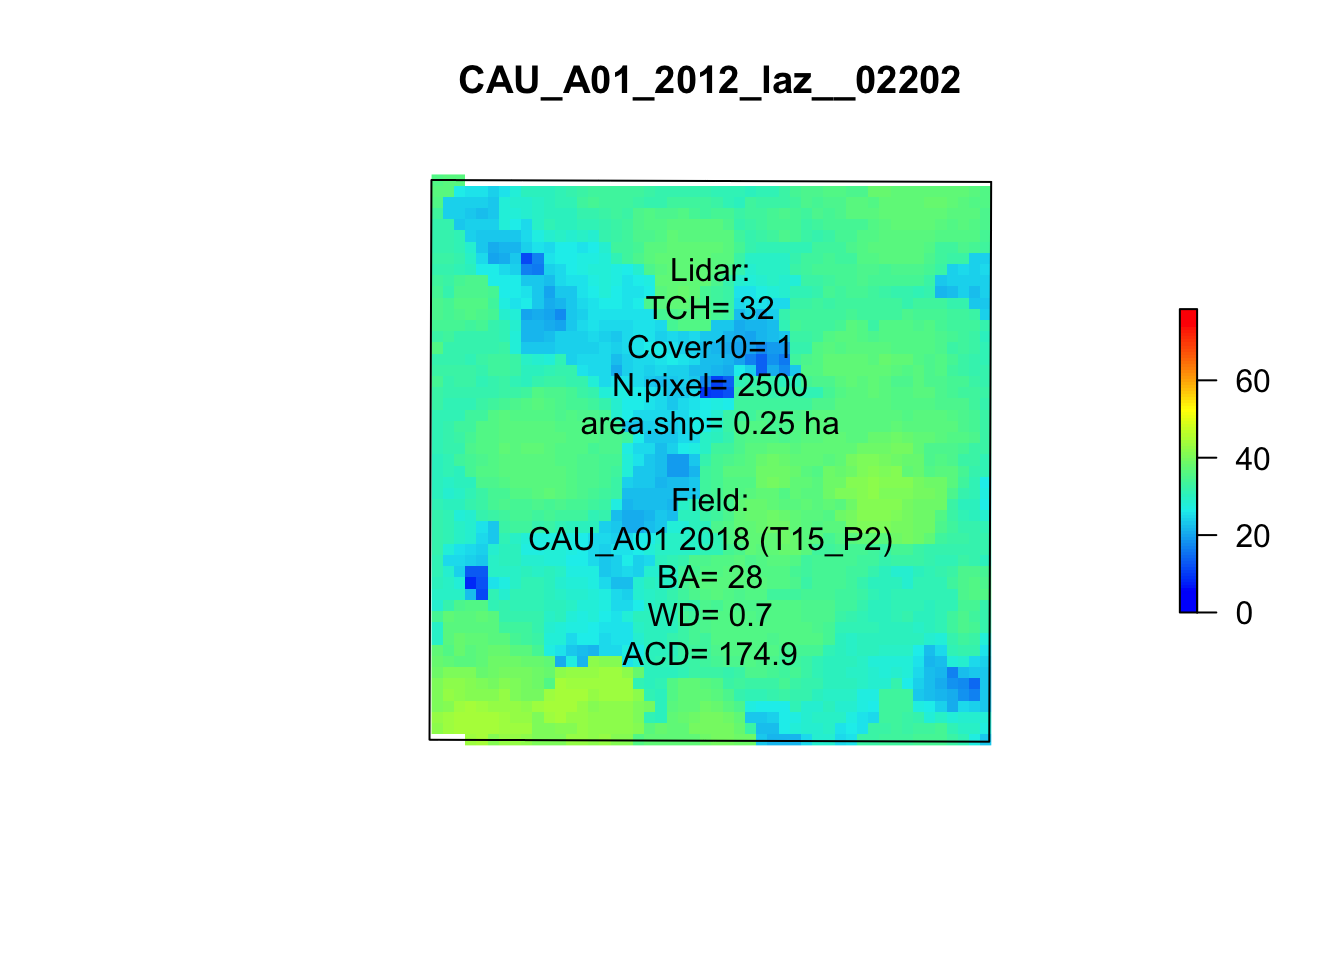 CAU_A01_2012_laz__02202
Lidar:
TCH= 32
Cover10= 1
N.pixel= 2500
area.shp= 0.25 ha
Field:
CAU_A01 2018 (T15_P2)
BA= 28
WD= 0.7
ACD= 174.9
60
40
20
0